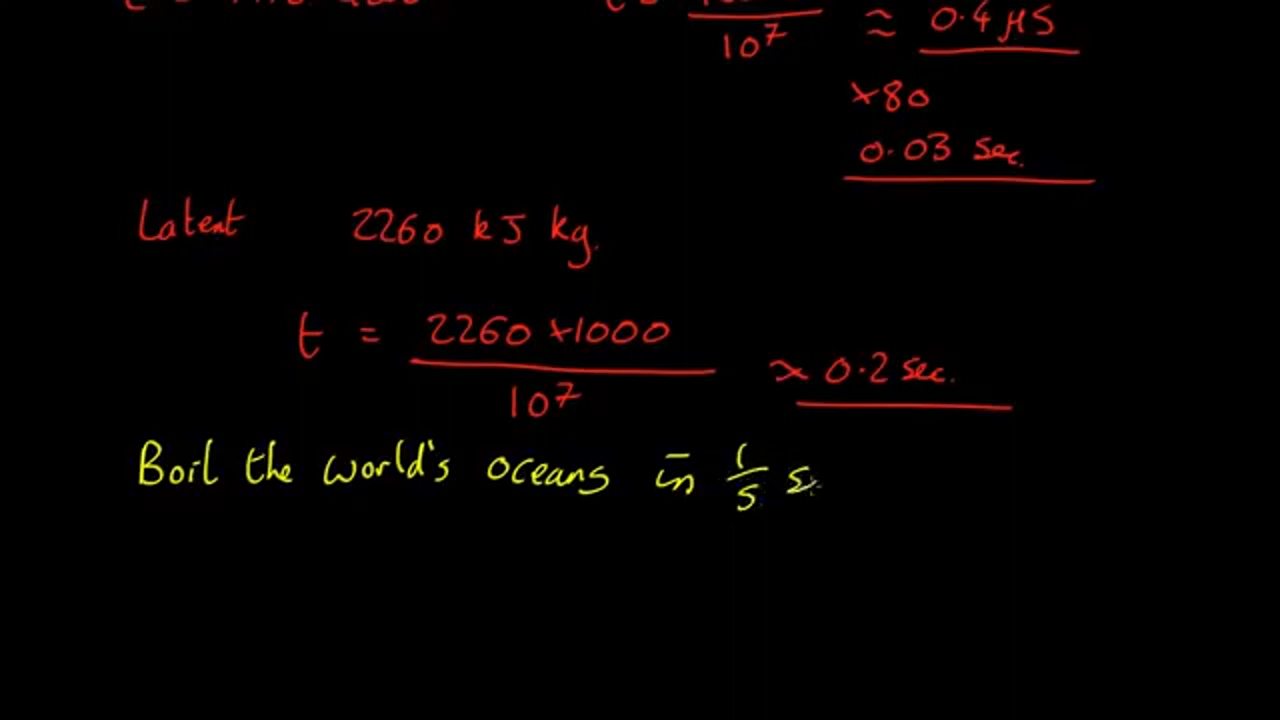 ≈ 0.4 μs
10⁷
×80
0.03 sec.
Latent 2260 kJ kg.
t = 2260 ×1000
10⁷
≈ 0.2 sec.
Boil the world's oceans in 1/5 s